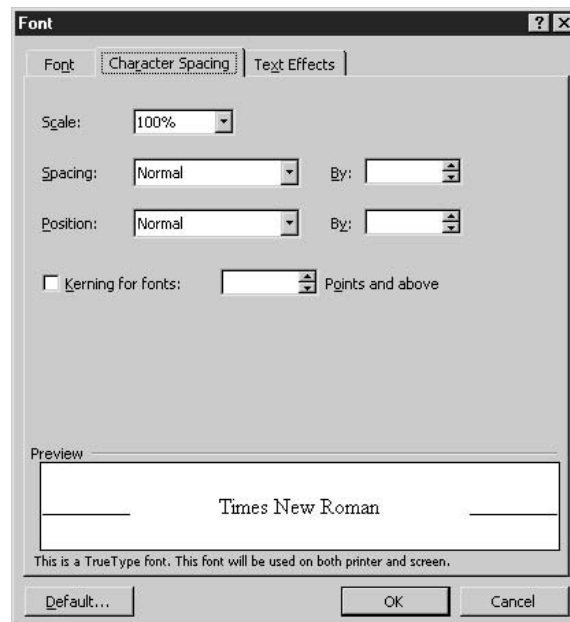 Font
Font Character Spacing Text Effects
Scale: 100%
Spacing: Normal By:
Position: Normal By:
Kerning for fonts: Points and above
Preview
Times New Roman
This is a TrueType font. This font will be used on both printer and screen.
Default... OK Cancel